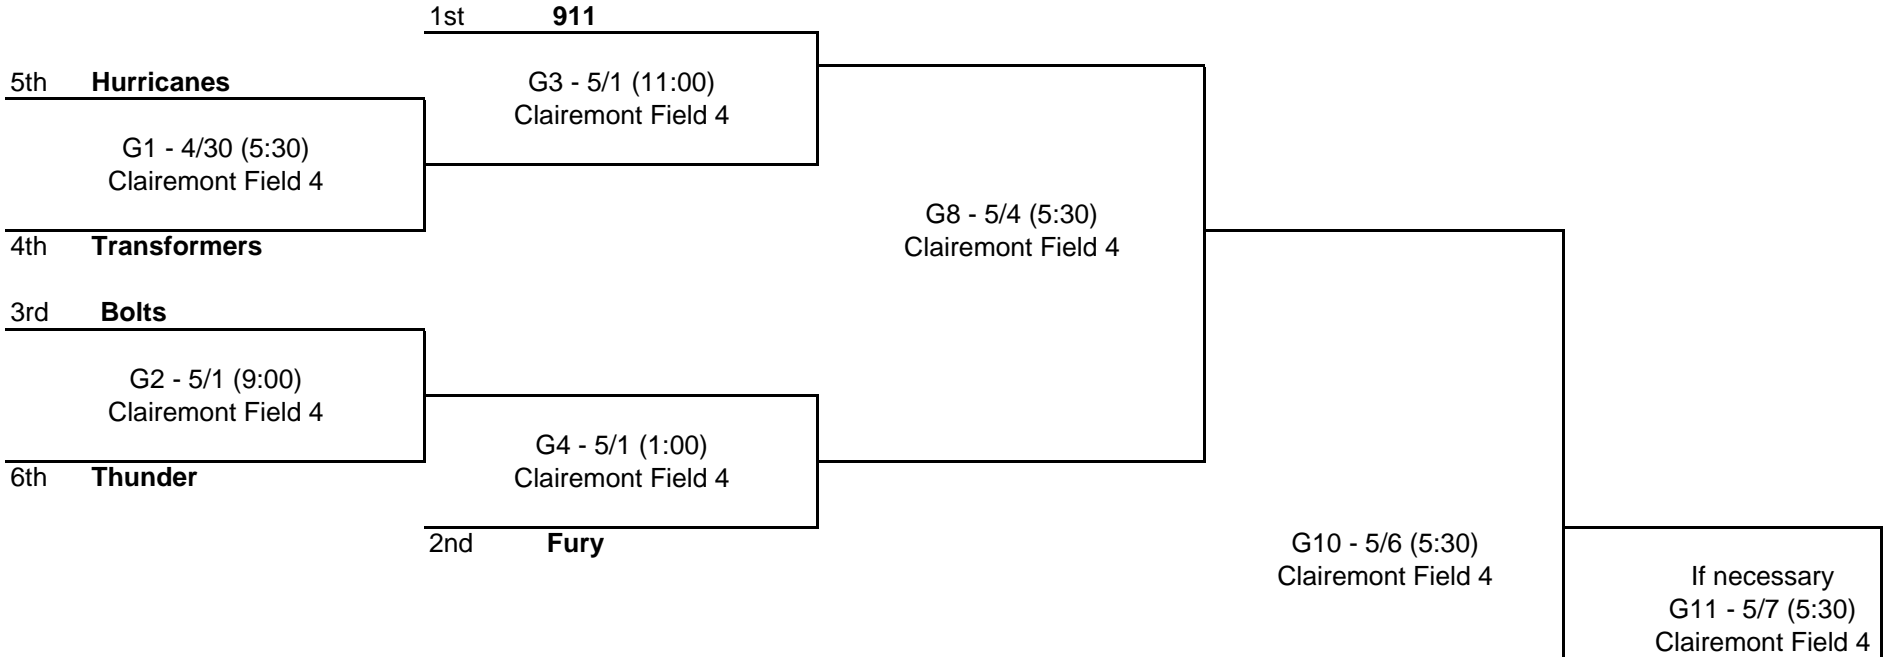 1st 911
5th Hurricanes
G3 - 5/1 (11:00)
Clairemont Field 4
G1 - 4/30 (5:30)
Clairemont Field 4
4th Transformers
G8 - 5/4 (5:30)
Clairemont Field 4
3rd Bolts
G2 - 5/1 (9:00)
Clairemont Field 4
6th Thunder
G4 - 5/1 (1:00)
Clairemont Field 4
2nd Fury
G10 - 5/6 (5:30)
Clairemont Field 4
If necessary
G11 - 5/7 (5:30)
Clairemont Field 4